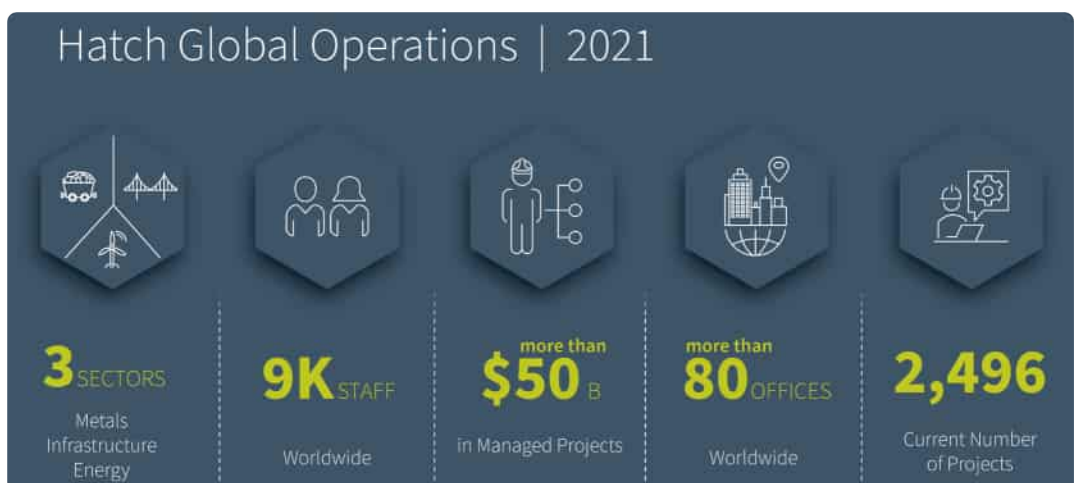 Hatch Global Operations | 2021
3 SECTORS
Metals
Infrastructure
Energy
9K STAFF
Worldwide
more than
$50 B
in Managed Projects
more than
80 OFFICES
Worldwide
2,496
Current Number
of Projects